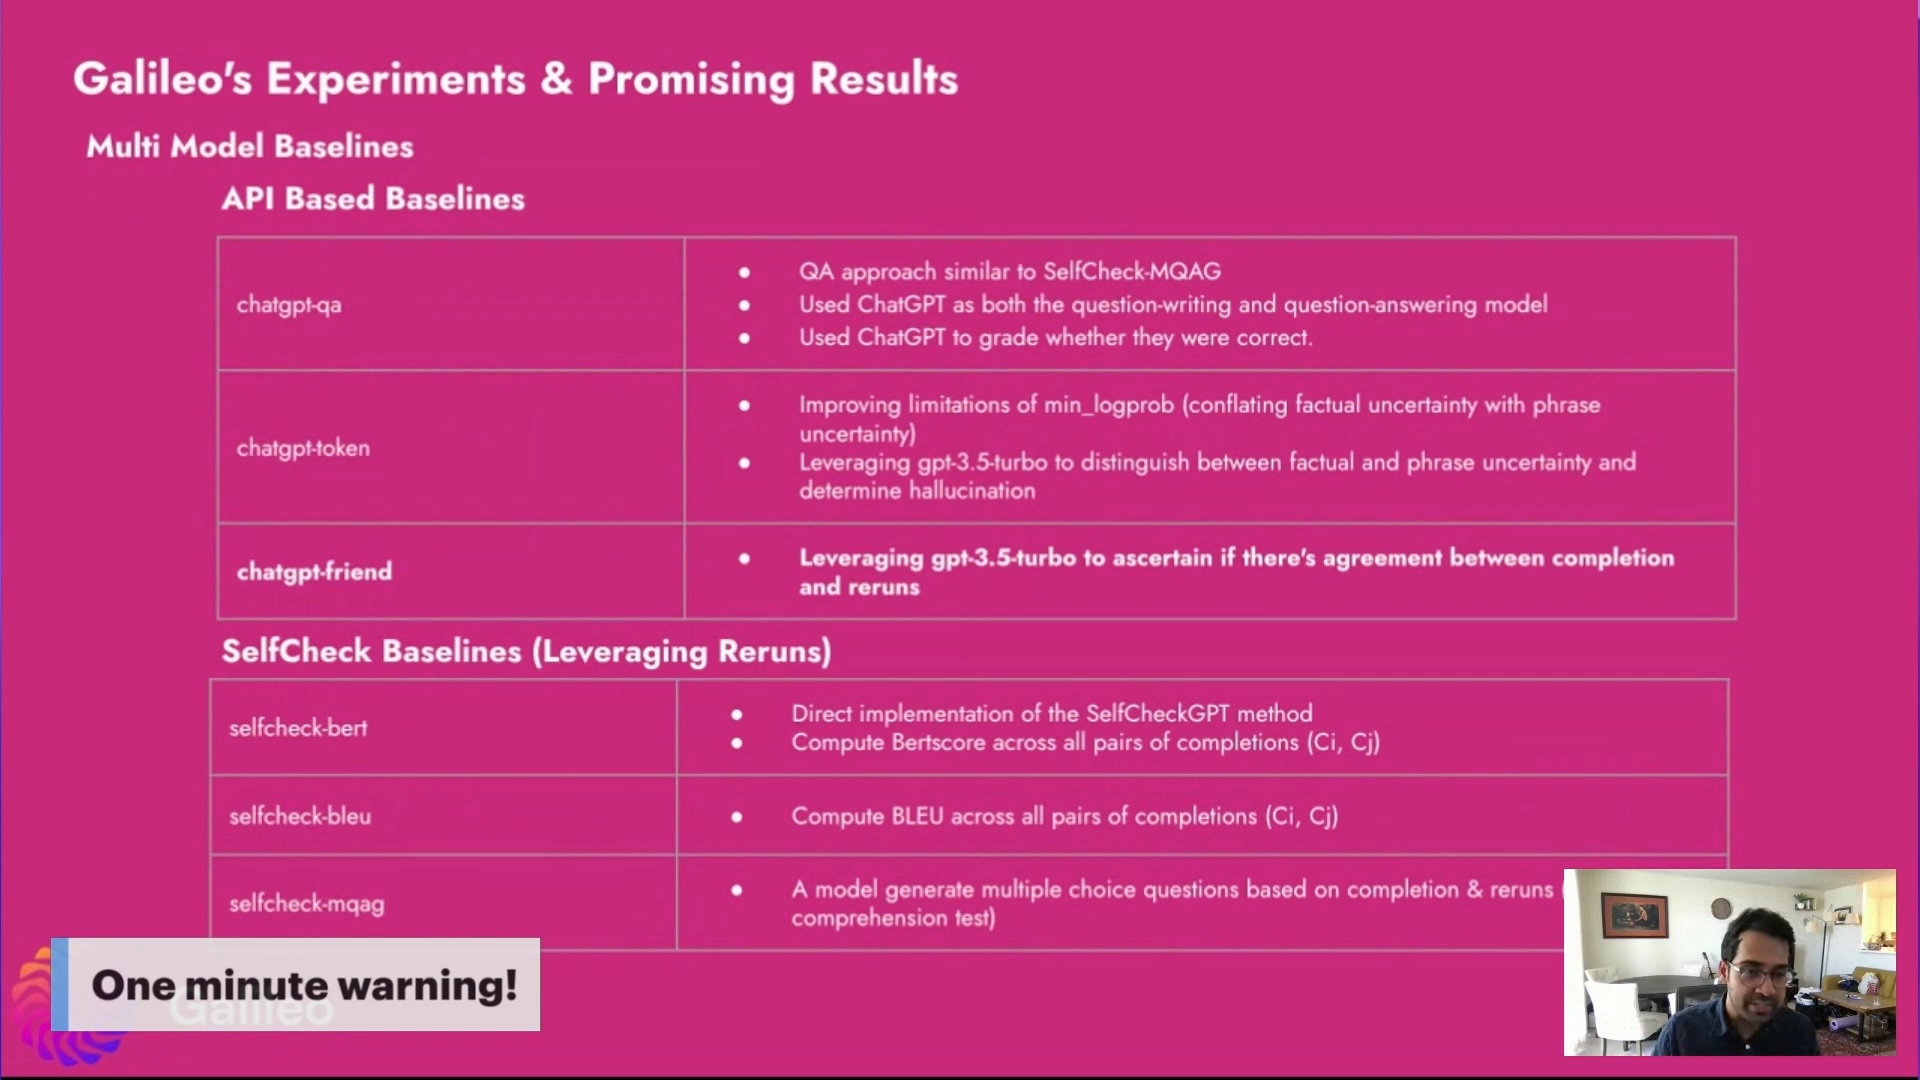 Galileo's Experiments & Promising Results
Multi Model Baselines
API Based Baselines
chatgpt-qa
● QA approach similar to SelfCheck-MQAG
● Used ChatGPT as both the question-writing and question-answering model
● Used ChatGPT to grade whether they were correct.
chatgpt-token
● Improving limitations of min_logprob (conflating factual uncertainty with phrase
uncertainty)
● Leveraging gpt-3.5-turbo to distinguish between factual and phrase uncertainty and
determine hallucination
chatgpt-friend
● Leveraging gpt-3.5-turbo to ascertain if there's agreement between completion
and reruns
SelfCheck Baselines (Leveraging Reruns)
selfcheck-bert
● Direct implementation of the SelfCheckGPT method
● Compute Bertscore across all pairs of completions (Ci, Cj)
selfcheck-bleu
● Compute BLEU across all pairs of completions (Ci, Cj)
selfcheck-mqag
● A model generate multiple choice questions based on completion & reruns (
comprehension test)
One minute warning!
Galileo